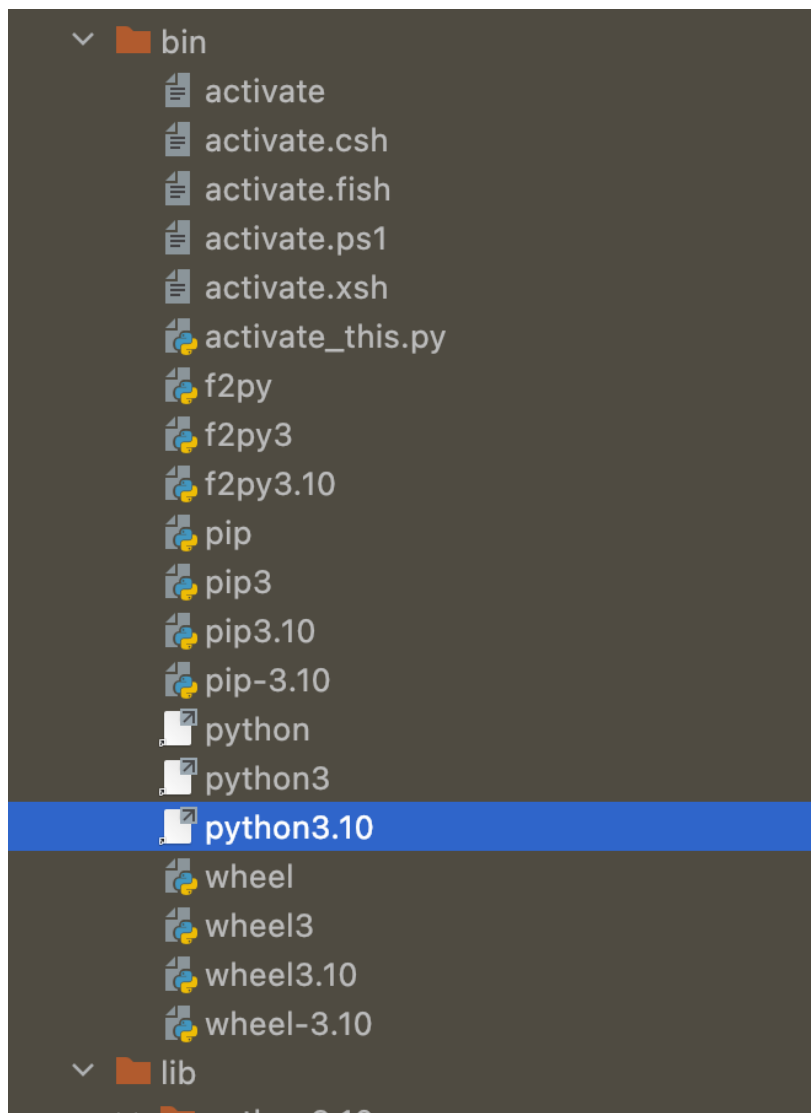 bin
activate
activate.csh
activate.fish
activate.ps1
activate.xsh
activate_this.py
f2py
f2py3
f2py3.10
pip
pip3
pip3.10
pip-3.10
python
python3
python3.10
wheel
wheel3
wheel3.10
wheel-3.10
lib